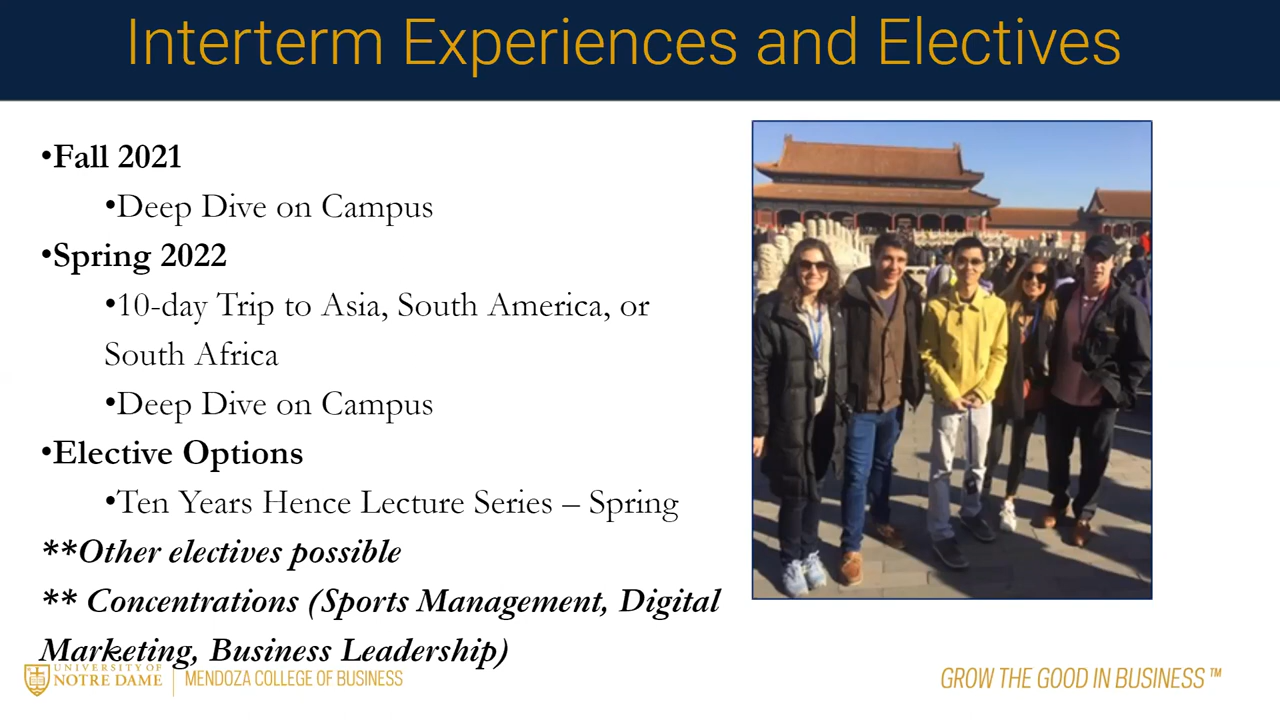 Interterm Experiences and Electives
•Fall 2021
•Deep Dive on Campus
•Spring 2022
•10-day Trip to Asia, South America, or
South Africa
•Deep Dive on Campus
•Elective Options
•Ten Years Hence Lecture Series – Spring
**Other electives possible
** Concentrations (Sports Management, Digital
Marketing, Business Leadership)
UNIVERSITY OF
NOTRE DAME
MENDOZA COLLEGE OF BUSINESS
GROW THE GOOD IN BUSINESS™